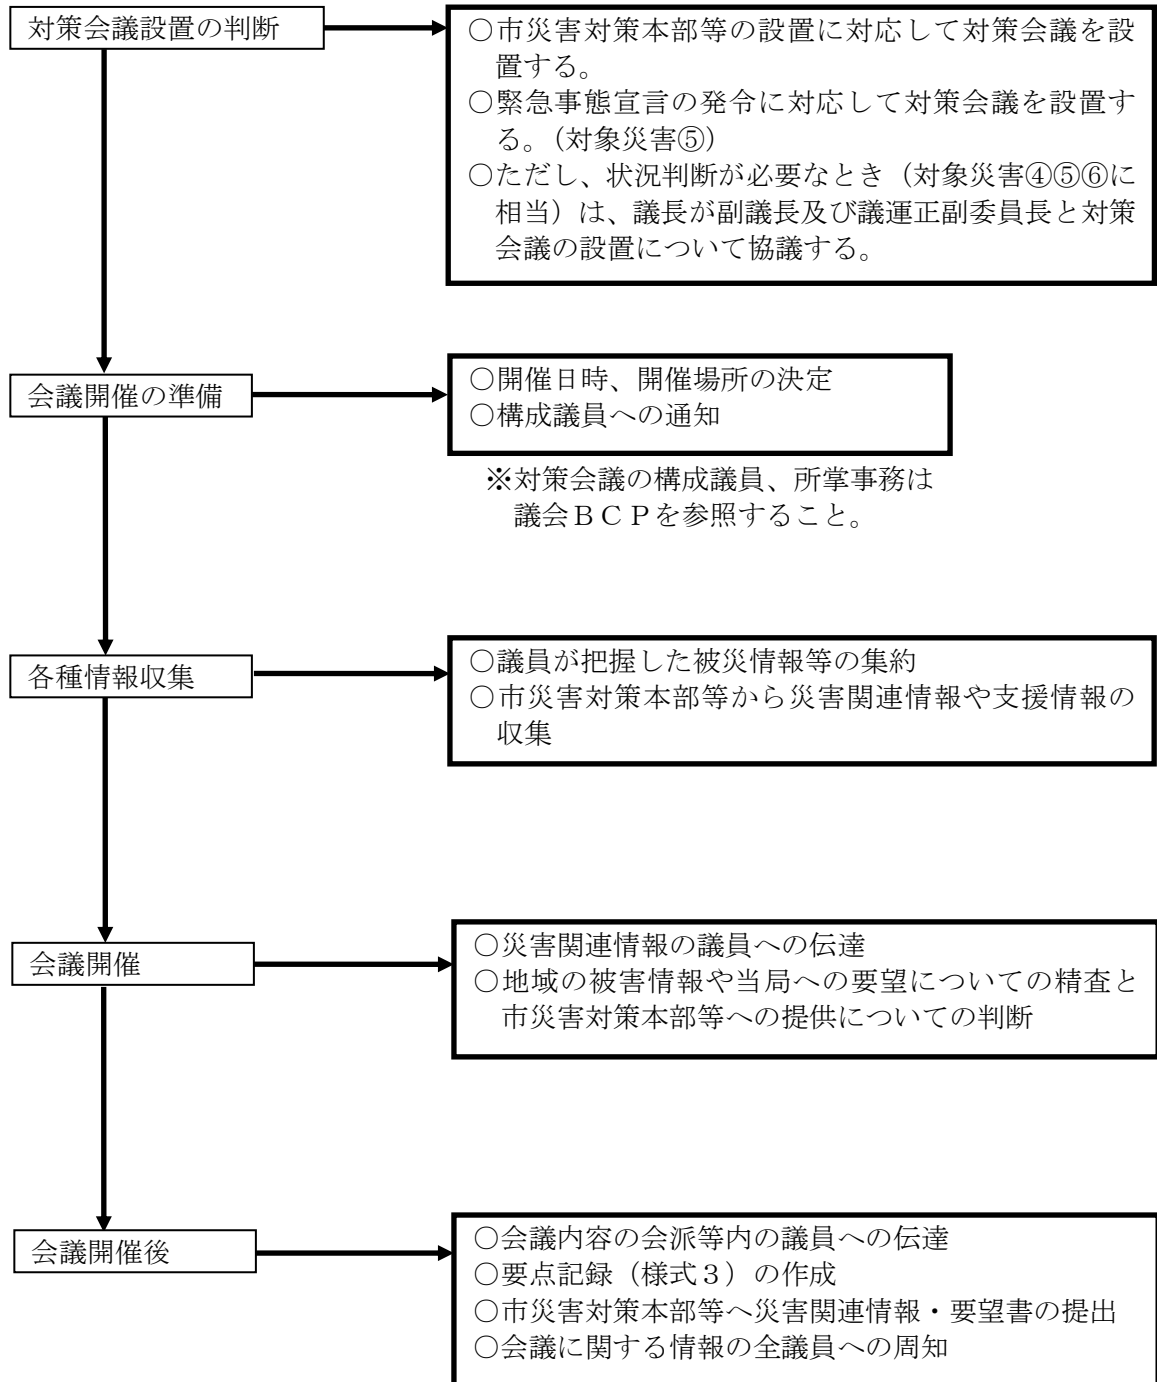 対策会議設置の判断
○市災害対策本部等の設置に対応して対策会議を設
置する。
○緊急事態宣言の発令に対応して対策会議を設置す
る。（対象災害⑤）
○ただし、状況判断が必要なとき（対象災害④⑤⑥に
相当）は、議長が副議長及び議運正副委員長と対策
会議の設置について協議する。
会議開催の準備
○開催日時、開催場所の決定
○構成議員への通知
※対策会議の構成議員、所掌事務は
議会ＢＣＰを参照すること。
各種情報収集
○議員が把握した被災情報等の集約
○市災害対策本部等から災害関連情報や支援情報の
収集
会議開催
○災害関連情報の議員への伝達
○地域の被害情報や当局への要望についての精査と
市災害対策本部等への提供についての判断
会議開催後
○会議内容の会派等内の議員への伝達
○要点記録（様式３）の作成
○市災害対策本部等へ災害関連情報・要望書の提出
○会議に関する情報の全議員への周知